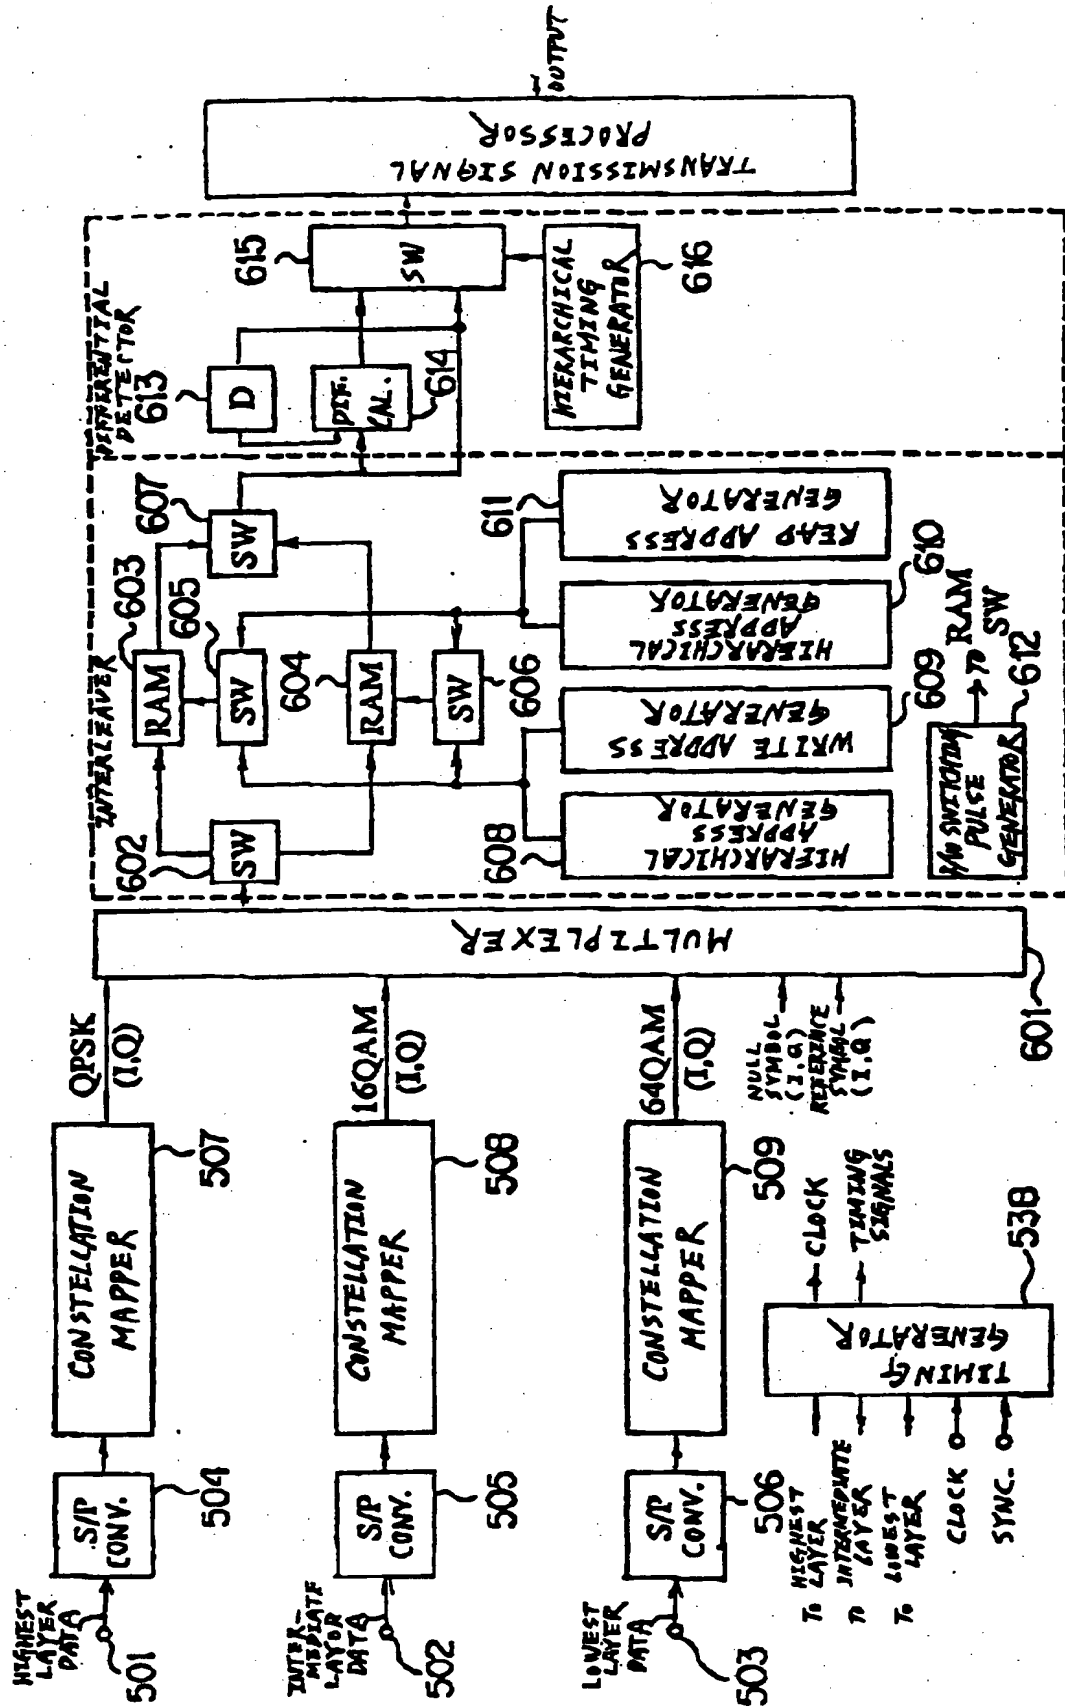 HIGHEST
LAYER
DATA
501
S/P
CONV.
504
CONSTELLATION
MAPPER
507
QPSK
(I,Q)
INTER-
MEDIATE
LAYOR
DATA
502
S/P
CONV.
505
CONSTELLATION
MAPPER
508
16QAM
(I,Q)
LOWEST
LAYER
DATA
503
S/P
CONV.
506
CONSTELLATION
MAPPER
509
64QAM
(I,Q)
NULL
SYMBOL
(I,Q)
REFERENCE
SYMBOL
(I,Q)
TO HIGHEST
LAYER
TO INTERMEDIATE
LAYER
TO LOWEST
LAYER
CLOCK
SYNC.
TIMING
GENERATOR
CLOCK
TIMING
SIGNALS
538
MULTIPLEXER
601
INTERLEAVER
602
SW
603
RAM
605
SW
604
RAM
606
SW
607
SW
608
HIERARCHICAL
ADDRESS
GENERATOR
609
WRITE ADDRESS
GENERATOR
610
HIERARCHICAL
ADDRESS
GENERATOR
611
READ ADDRESS
GENERATOR
SWITCHING
PULSE
GENERATOR
612
TO RAM
SW
DIFFERENTIAL
DETECTOR
613
D
DIF.
CAL.
614
615
SW
HIERARCHICAL
TIMING
GENERATOR
616
TRANSMISSION SIGNAL
PROCESSOR
OUTPUT